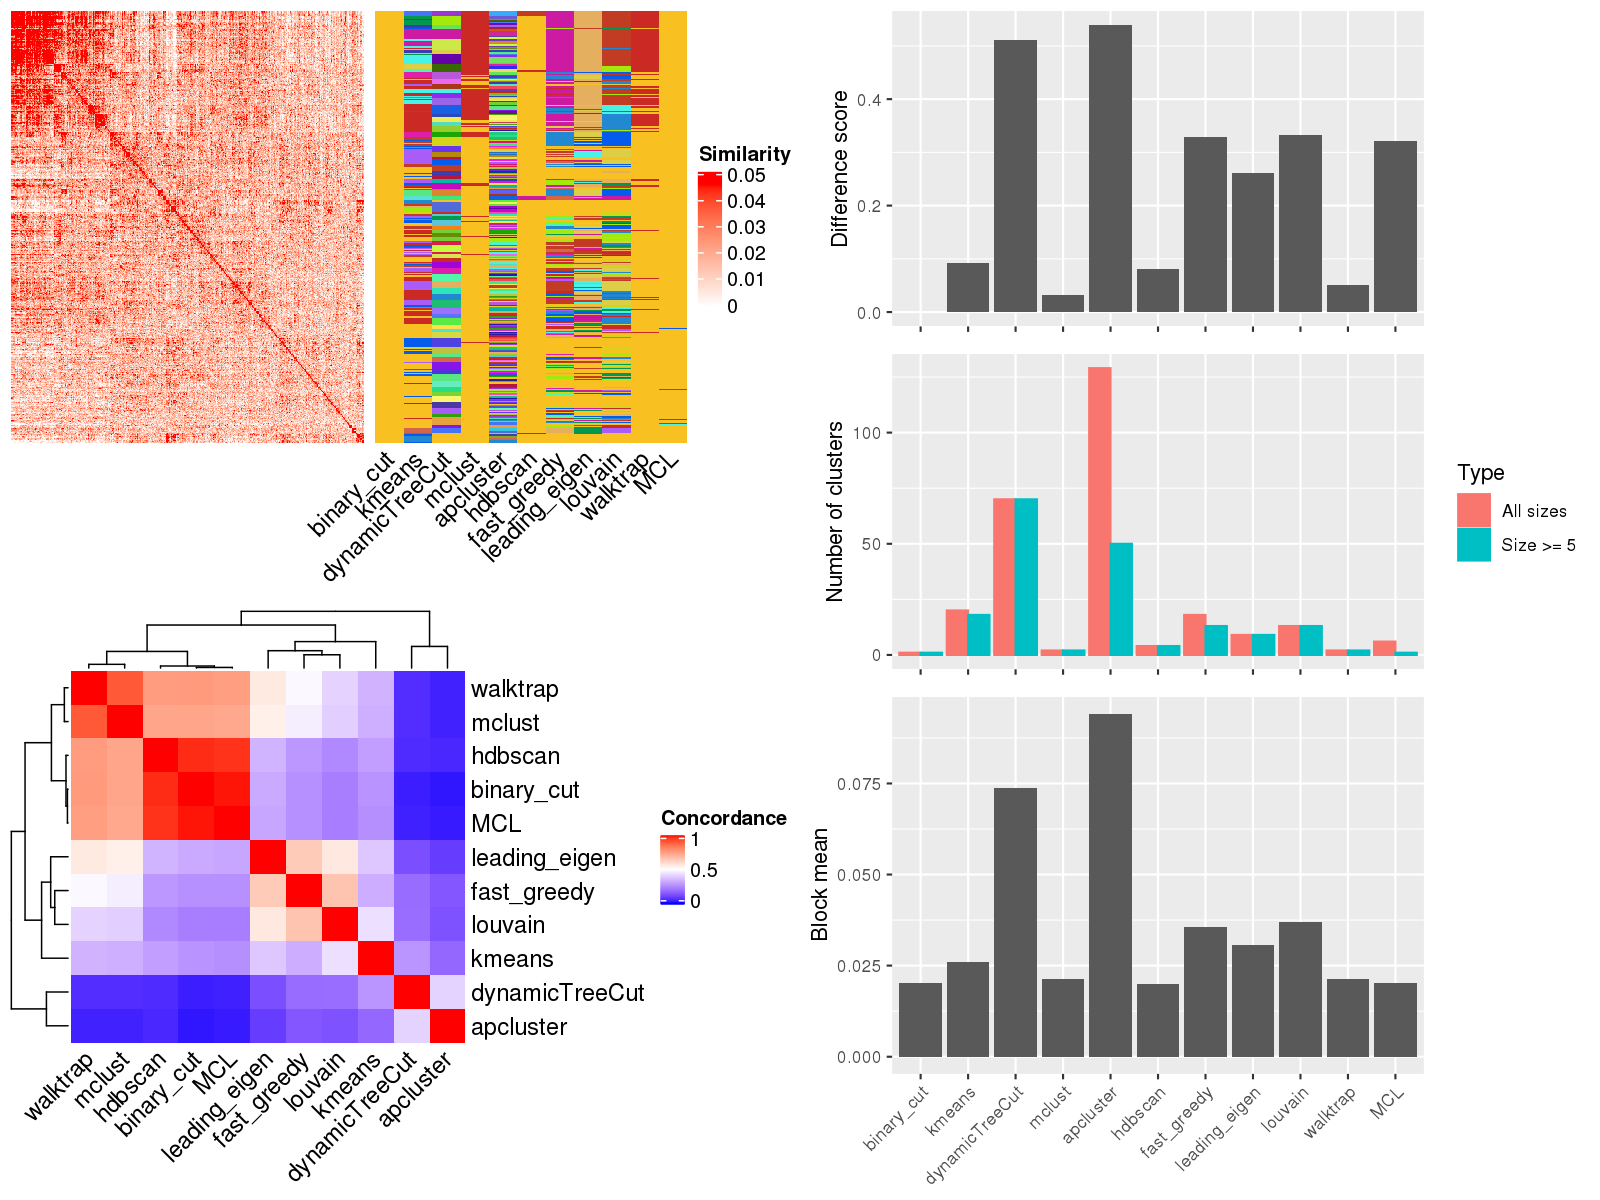 Similarity
0.05
0.04
0.03
0.02
0.01
0
binary_cut
kmeans
dynamicTreeCut
mclust
apcluster
hdbscan
fast_greedy
leading_eigen
louvain
walktrap
MCL
walktrap
mclust
hdbscan
binary_cut
MCL
leading_eigen
fast_greedy
louvain
kmeans
dynamicTreeCut
apcluster
walktrap
mclust
hdbscan
binary_cut
MCL
leading_eigen
fast_greedy
louvain
kmeans
dynamicTreeCut
apcluster
Concordance
1
0.5
0
Difference score
0.4
0.2
0.0
Number of clusters
100
50
0
Type
All sizes
Size >= 5
Block mean
0.075
0.050
0.025
0.000
binary_cut
kmeans
dynamicTreeCut
mclust
apcluster
hdbscan
fast_greedy
leading_eigen
louvain
walktrap
MCL